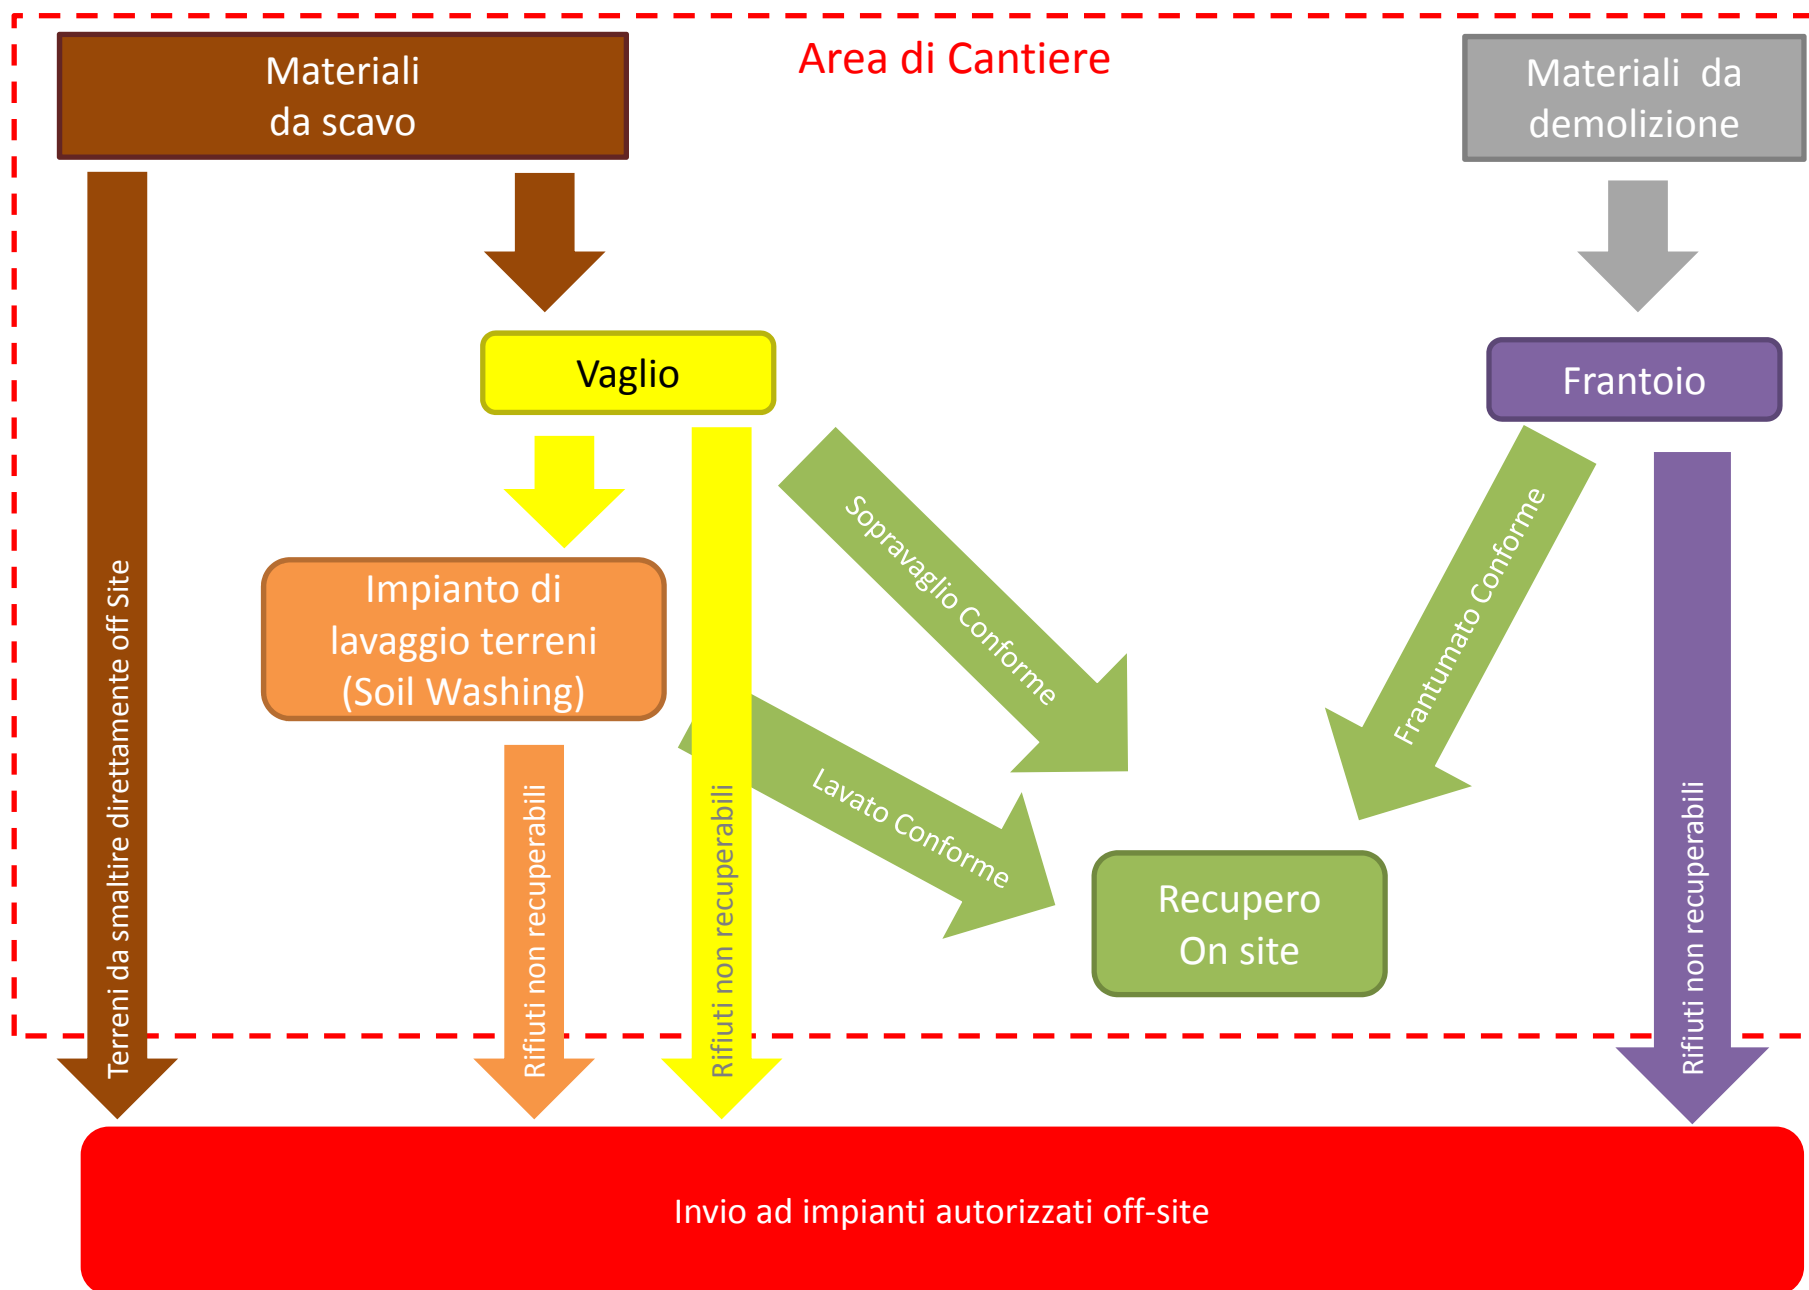 Area di Cantiere
Materiali
da scavo
Materiali da
demolizione
Vaglio
Frantoio
Sopravaglio Conforme
Frantumato Conforme
Impianto di
lavaggio terreni
(Soil Washing)
Lavato Conforme
Recupero
On site
Terreni da smaltire direttamente off Site
Rifiuti non recuperabili
Rifiuti non recuperabili
Rifiuti non recuperabili
Invio ad impianti autorizzati off-site